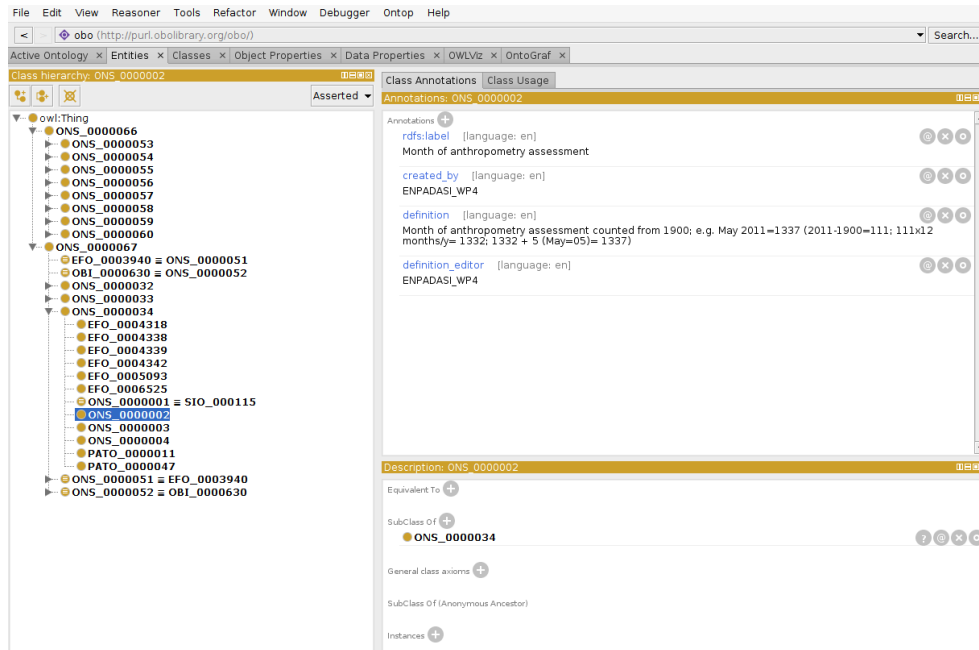 File Edit View Reasoner Tools Refactor Window Debugger Ontop Help
< > obo (http://purl.obolibrary.org/obo/) Search...
Active Ontology × Entities × Classes × Object Properties × Data Properties × OWLViz × OntoGraf ×
Class hierarchy: ONS_0000002
Asserted
owl:Thing
ONS_0000066
ONS_0000053
ONS_0000054
ONS_0000055
ONS_0000056
ONS_0000057
ONS_0000058
ONS_0000059
ONS_0000060
ONS_0000067
EFO_0003940 ≡ ONS_0000051
OBI_0000630 ≡ ONS_0000052
ONS_0000032
ONS_0000033
ONS_0000034
EFO_0004318
EFO_0004338
EFO_0004339
EFO_0004342
EFO_0005093
EFO_0006525
ONS_0000001 ≡ SIO_000115
ONS_0000002
ONS_0000003
ONS_0000004
PATO_0000011
PATO_0000047
ONS_0000051 ≡ EFO_0003940
ONS_0000052 ≡ OBI_0000630
Class Annotations Class Usage
Annotations: ONS_0000002
Annotations
rdfs:label [language: en]
Month of anthropometry assessment
created_by [language: en]
ENPADASI_WP4
definition [language: en]
Month of anthropometry assessment counted from 1900; e.g. May 2011=1337 (2011-1900=111; 111x12
months/y= 1332; 1332 + 5 (May=05)= 1337)
definition_editor [language: en]
ENPADASI_WP4
Description: ONS_0000002
Equivalent To
SubClass Of
ONS_0000034
General class axioms
SubClass Of (Anonymous Ancestor)
Instances